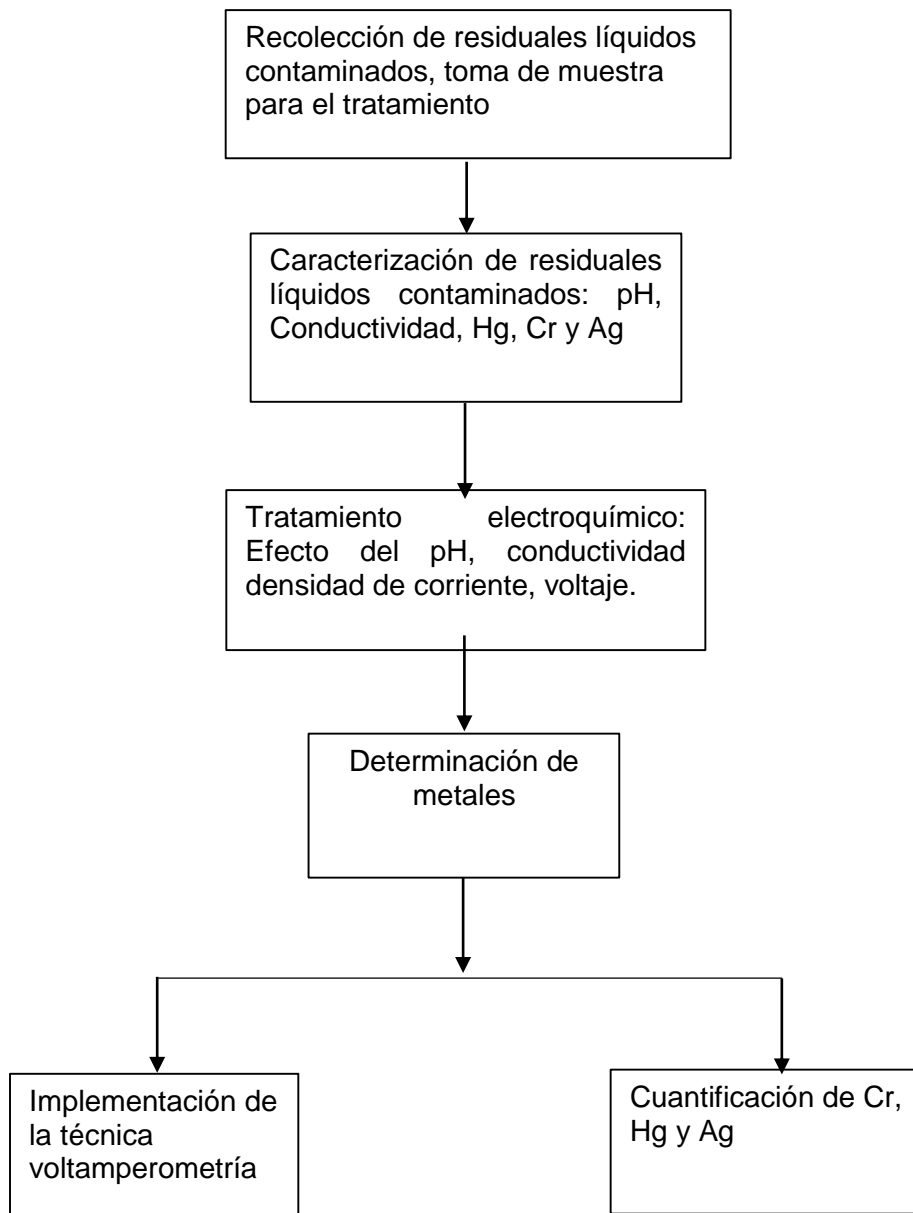 Recolección de residuales líquidos
contaminados, toma de muestra
para el tratamiento
Caracterización de residuales
líquidos contaminados: pH,
Conductividad, Hg, Cr y Ag
Tratamiento electroquímico:
Efecto del pH, conductividad
densidad de corriente, voltaje.
Determinación de
metales
Implementación de
la técnica
voltamperometría
Cuantificación de Cr,
Hg y Ag